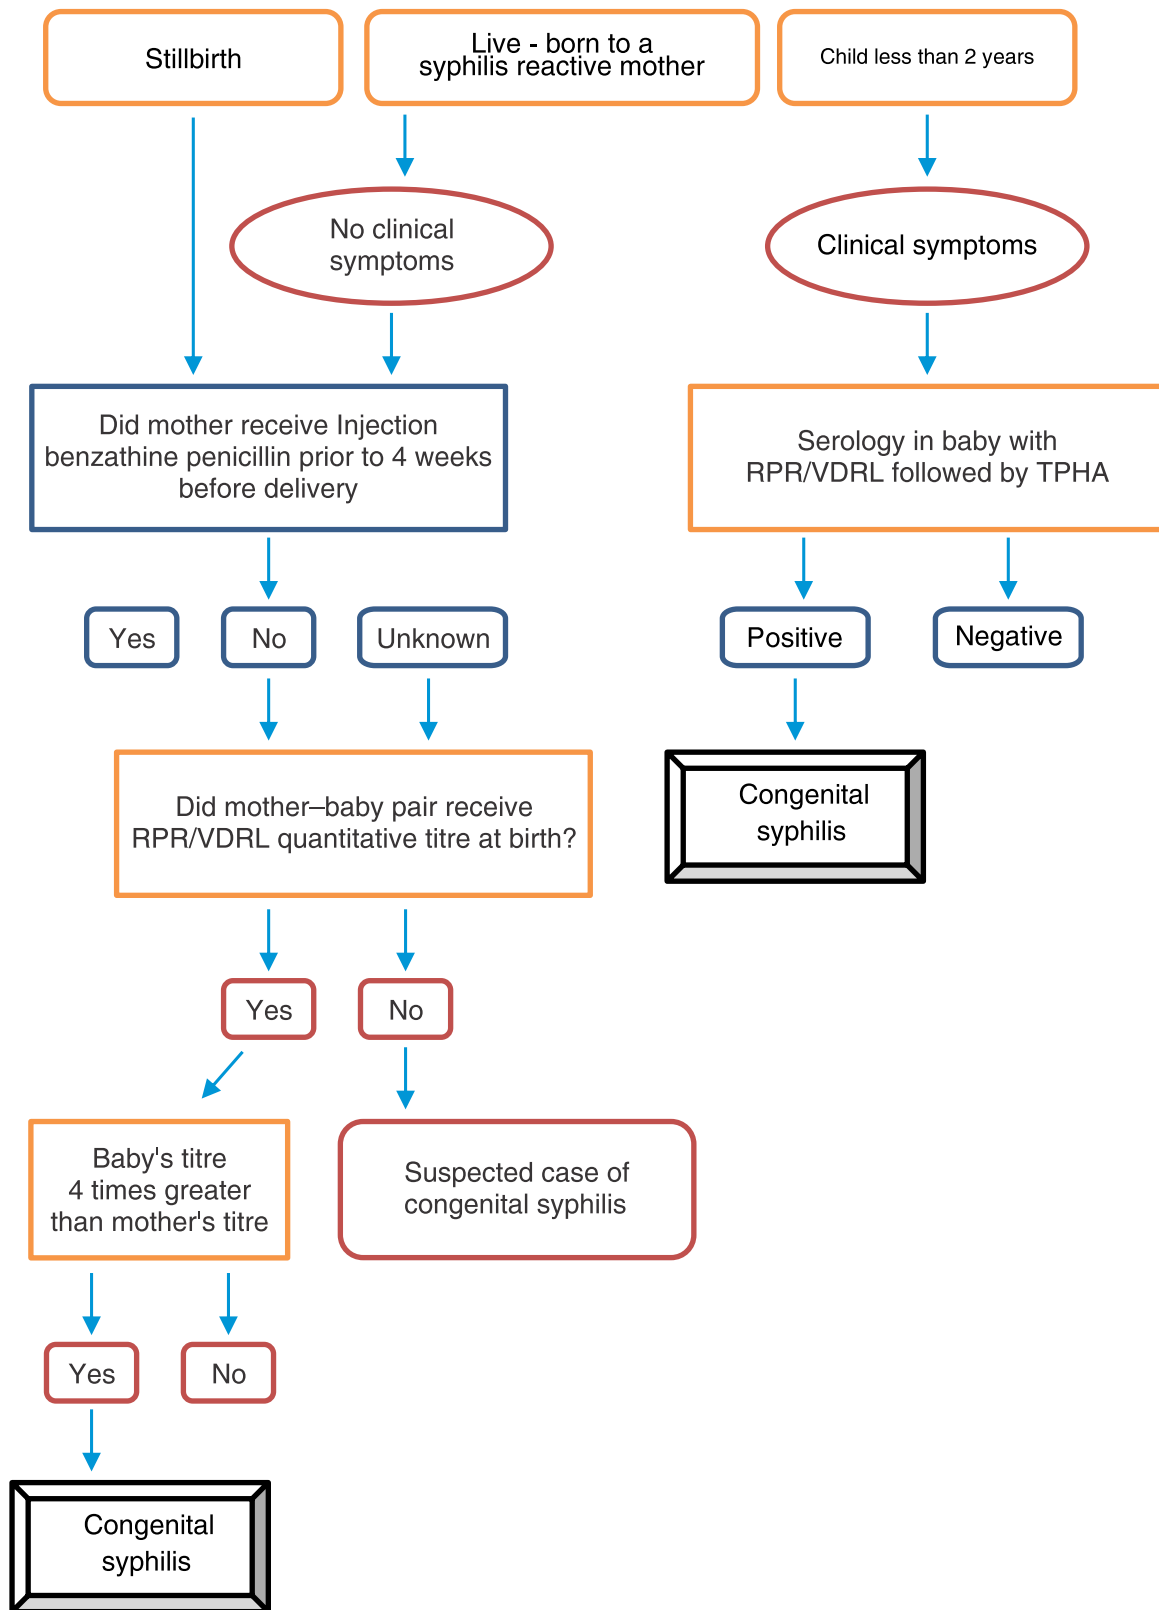 Stillbirth
Live - born to a
syphilis reactive mother
Child less than 2 years
No clinical
symptoms
Clinical symptoms
Did mother receive Injection
benzathine penicillin prior to 4 weeks
before delivery
Serology in baby with
RPR/VDRL followed by TPHA
Yes
No
Unknown
Positive
Negative
Did mother–baby pair receive
RPR/VDRL quantitative titre at birth?
Congenital
syphilis
Yes
No
Baby's titre
4 times greater
than mother's titre
Suspected case of
congenital syphilis
Yes
No
Congenital
syphilis